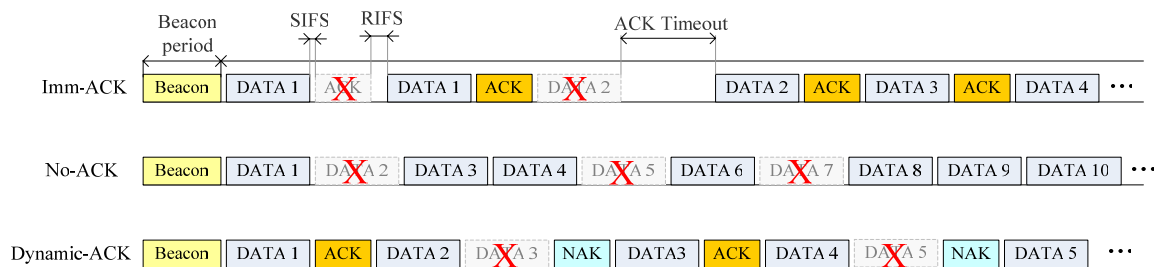 Beacon period SIFS RIFS ACK Timeout
Imm-ACK Beacon DATA 1 ACK X DATA 1 ACK DATA 2 X DATA 2 ACK DATA 3 ACK DATA 4 ...
No-ACK Beacon DATA 1 DATA 2 X DATA 3 DATA 4 DATA 5 X DATA 6 DATA 7 X DATA 8 DATA 9 DATA 10 ...
Dynamic-ACK Beacon DATA 1 ACK DATA 2 DATA 3 X NAK DATA3 ACK DATA 4 DATA 5 X NAK DATA 5 ...